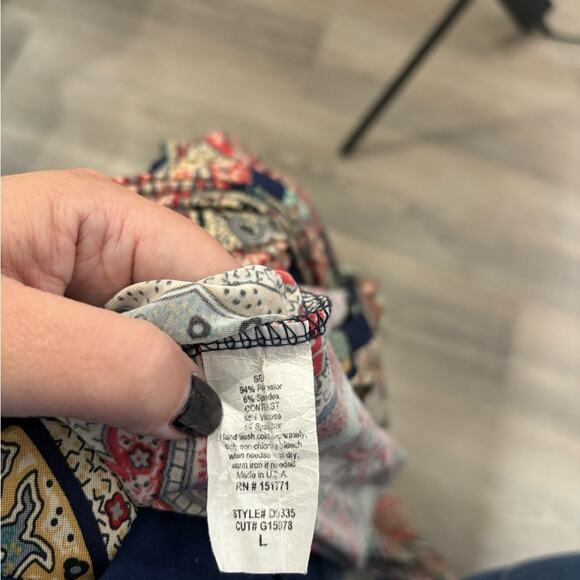 94% Polyester
6% Spandex
CONTRAST
Viscose
Spandex
Hand wash cold
non-chlorine bleach
when needed
warm iron if needed
Made in U.S.A
RN # 151771
STYLE# D9335
CUT# G15078
L